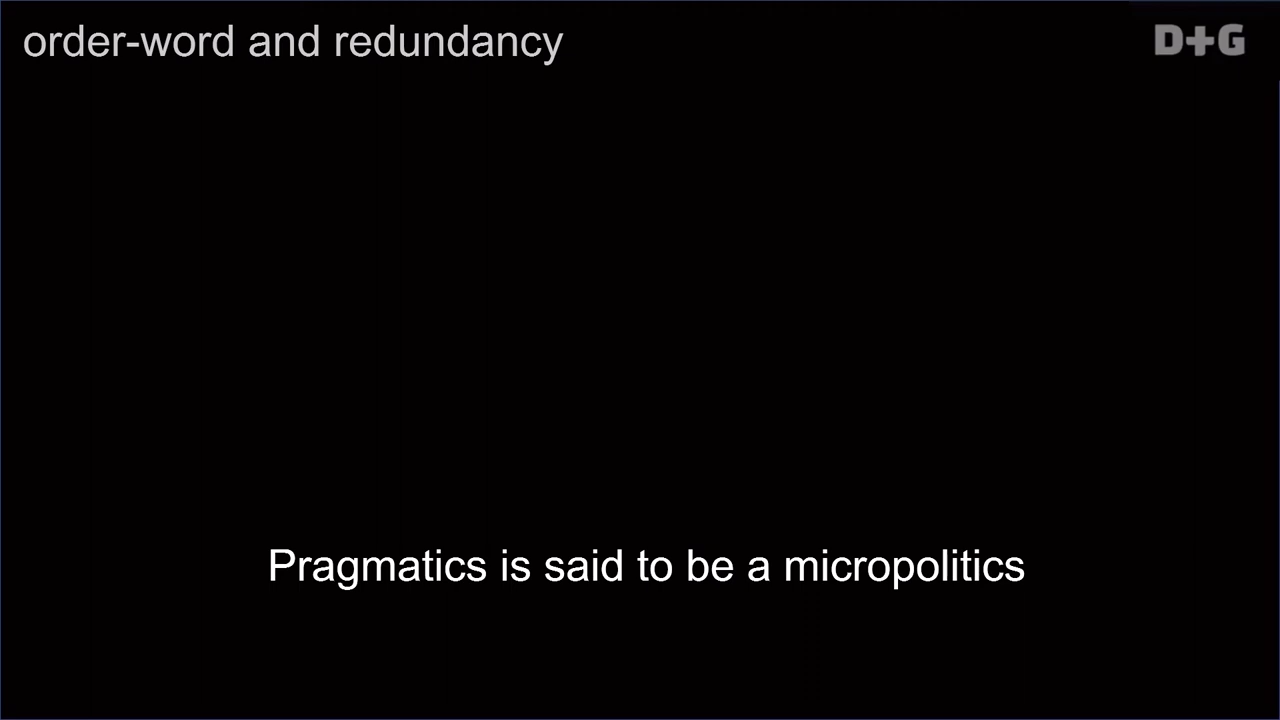 order-word and redundancy
D+G
Pragmatics is said to be a micropolitics